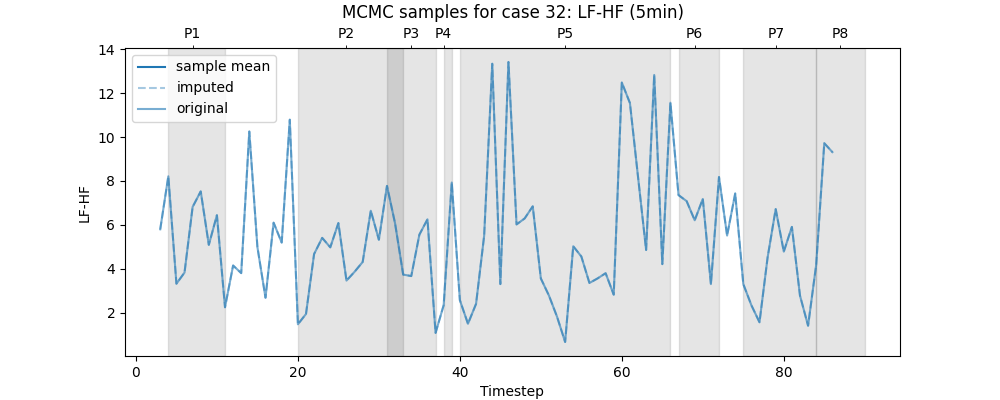 MCMC samples for case 32: LF-HF (5min)
P1 P2 P3 P4 P5 P6 P7 P8
sample mean
imputed
original
LF-HF
14
12
10
8
6
4
2
0 20 40 60 80
Timestep